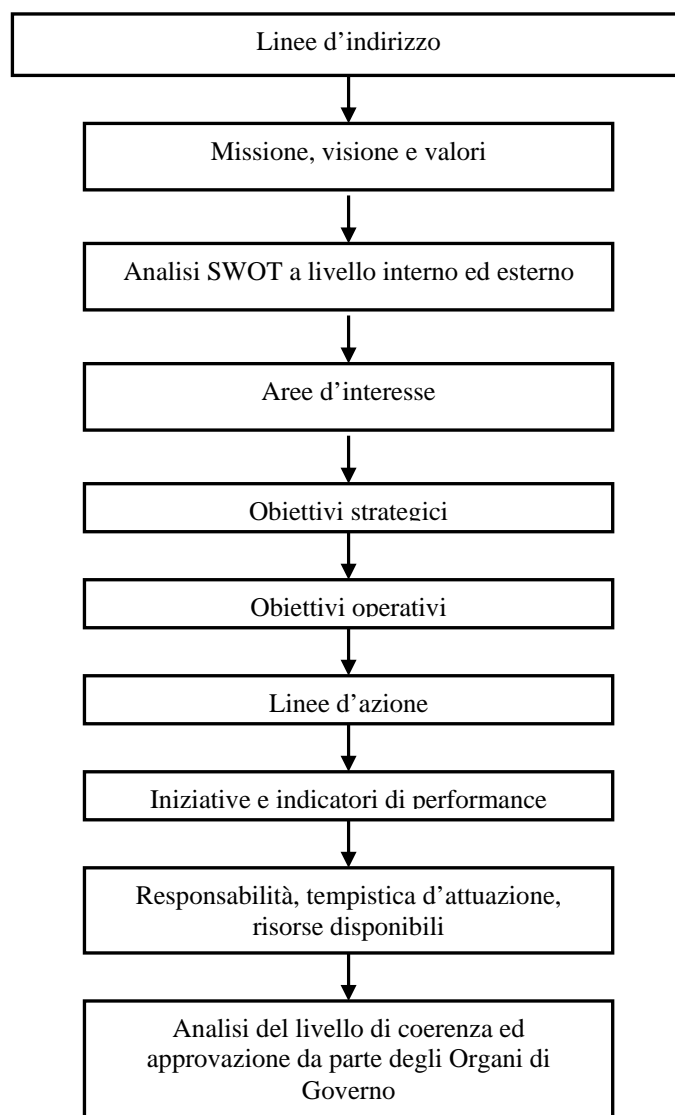 Linee d’indirizzo
Missione, visione e valori
Analisi SWOT a livello interno ed esterno
Aree d’interesse
Obiettivi strategici
Obiettivi operativi
Linee d’azione
Iniziative e indicatori di performance
Responsabilità, tempistica d’attuazione,
risorse disponibili
Analisi del livello di coerenza ed
approvazione da parte degli Organi di
Governo